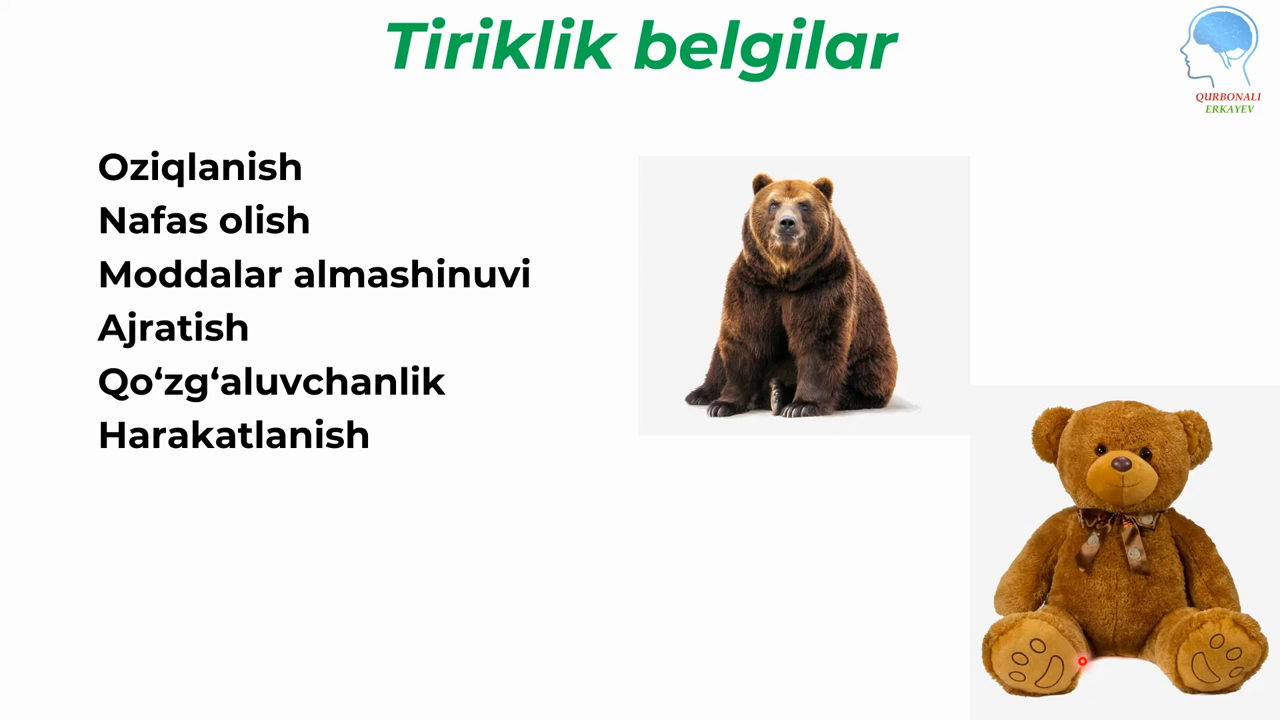 Tiriklik belgilar
QURBONALI
ERKAYEV
Oziqlanish
Nafas olish
Moddalar almashinuvi
Ajratish
Qo‘zg‘aluvchanlik
Harakatlanish